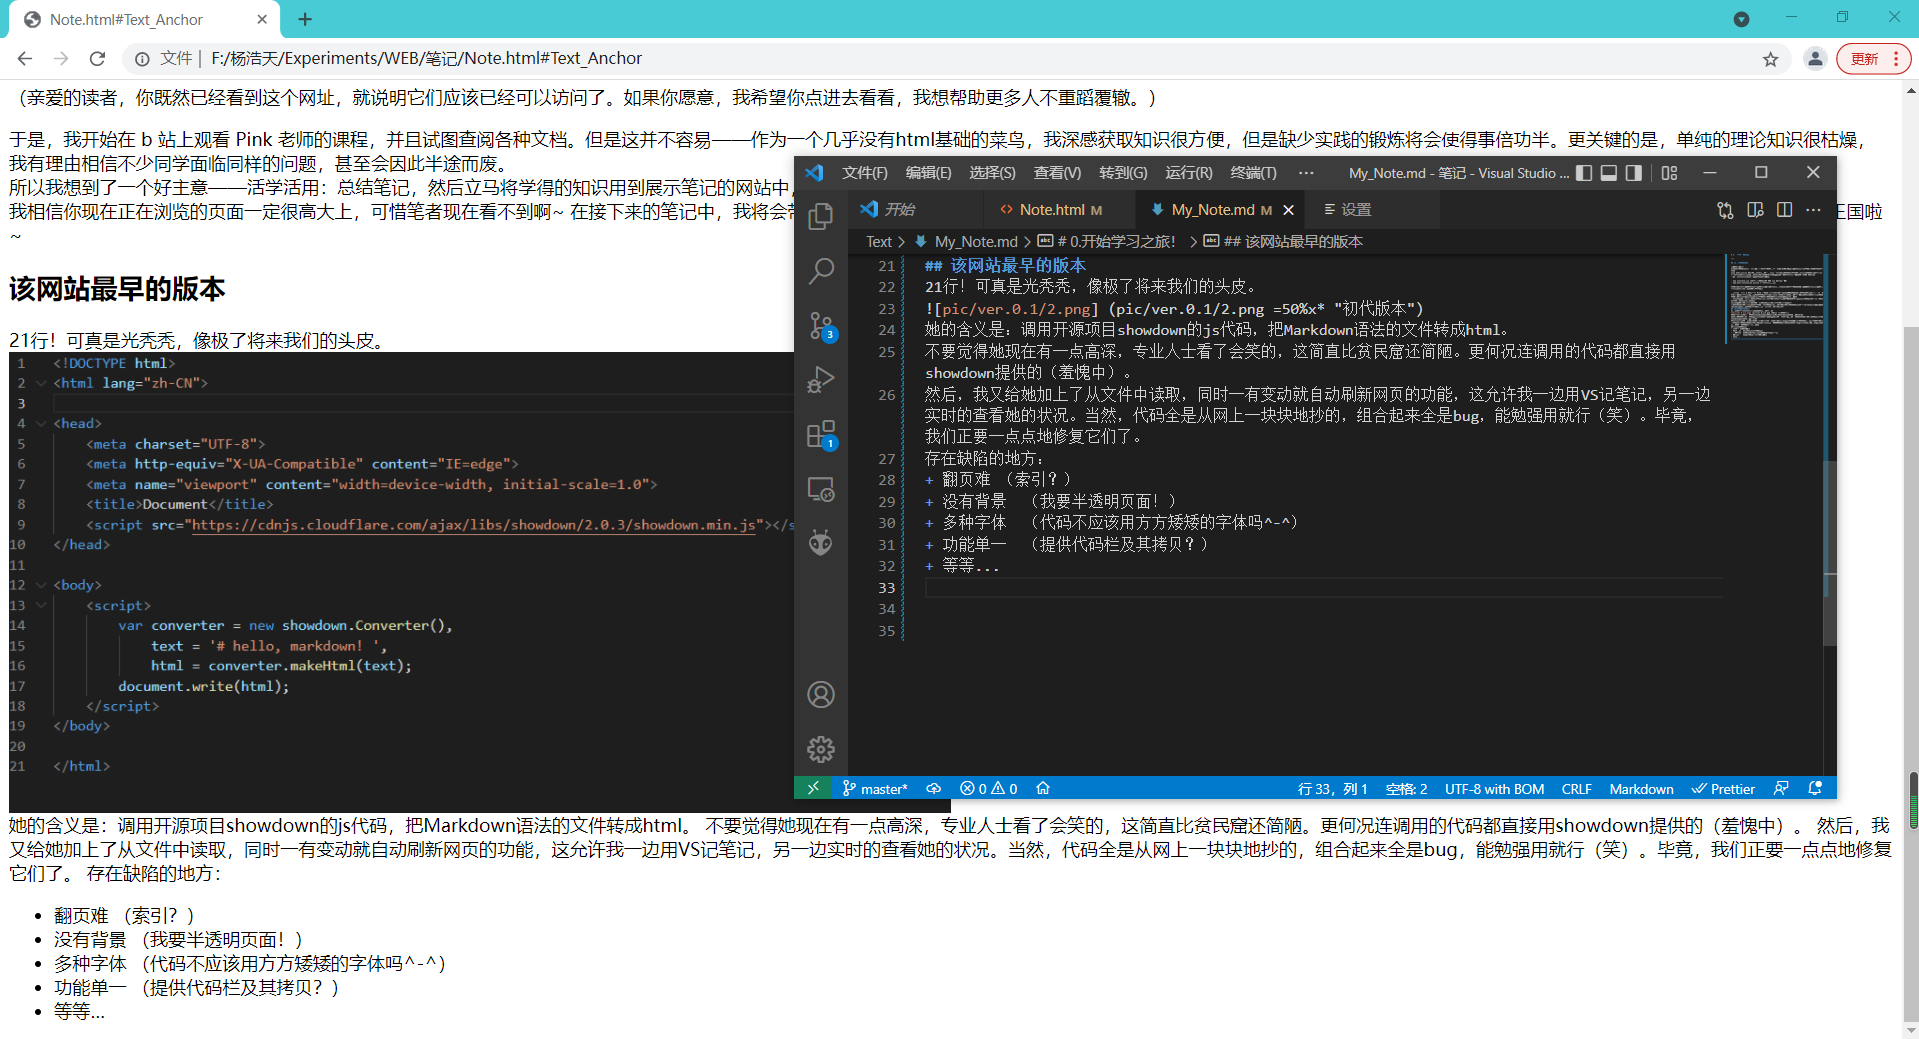 Note.html#Text_Anchor
文件 | F:/杨浩天/Experiments/WEB/笔记/Note.html#Text_Anchor
更新
（亲爱的读者，你既然已经看到这个网址，就说明它们应该已经可以访问了。如果你愿意，我希望你点进去看看，我想帮助更多人不重蹈覆辙。）
于是，我开始在 b 站上观看 Pink 老师的课程，并且试图查阅各种文档。但是这并不容易——作为一个几乎没有html基础的菜鸟，我深感获取知识很方便，但是缺少实践的锻炼将会使得事倍功半。更关键的是，单纯的理论知识很枯燥，
我有理由相信不少同学面临同样的问题，甚至会因此半途而废。
所以我想到了一个好主意——活学活用：总结笔记，然后立马将学得的知识用到展示笔记的网站中，
我相信你现在正在浏览的页面一定很高大上，可惜笔者现在看不到啊~ 在接下来的笔记中，我将会带
王国啦
~
该网站最早的版本
21行！可真是光秃秃，像极了将来我们的头皮。
1 <!DOCTYPE html>
2 <html lang="zh-CN">
3
4 <head>
5 <meta charset="UTF-8">
6 <meta http-equiv="X-UA-Compatible" content="IE=edge">
7 <meta name="viewport" content="width=device-width, initial-scale=1.0">
8 <title>Document</title>
9 <script src="https://cdnjs.cloudflare.com/ajax/libs/showdown/2.0.3/showdown.min.js"></s
10 </head>
11
12 <body>
13 <script>
14 var converter = new showdown.Converter(),
15 text = '# hello, markdown! ',
16 html = converter.makeHtml(text);
17 document.write(html);
18 </script>
19 </body>
20
21 </html>
她的含义是：调用开源项目showdown的js代码，把Markdown语法的文件转成html。 不要觉得她现在有一点高深，专业人士看了会笑的，这简直比贫民窟还简陋。更何况连调用的代码都直接用showdown提供的（羞愧中）。 然后，我
又给她加上了从文件中读取，同时一有变动就自动刷新网页的功能，这允许我一边用VS记笔记，另一边实时的查看她的状况。当然，代码全是从网上一块块地抄的，组合起来全是bug，能勉强用就行（笑）。毕竟，我们正要一点点地修复
它们了。 存在缺陷的地方：
• 翻页难 （索引？）
• 没有背景 （我要半透明页面！）
• 多种字体 （代码不应该用方方矮矮的字体吗^-^）
• 功能单一 （提供代码栏及其拷贝？）
• 等等...
文件(F) 编辑(E) 选择(S) 查看(V) 转到(G) 运行(R) 终端(T) ··· My_Note.md - 笔记 - Visual Studio ...
开始 Note.html M My_Note.md M 设置
Text > My_Note.md > # 0.开始学习之旅！ > ## 该网站最早的版本
3
1
21 ## 该网站最早的版本
22 21行！可真是光秃秃，像极了将来我们的头皮。
23 ![pic/ver.0.1/2.png] (pic/ver.0.1/2.png =50%x* "初代版本")
24 她的含义是：调用开源项目showdown的js代码，把Markdown语法的文件转成html。
25 不要觉得她现在有一点高深，专业人士看了会笑的，这简直比贫民窟还简陋。更何况连调用的代码都直接用
showdown提供的（羞愧中）。
26 然后，我又给她加上了从文件中读取，同时一有变动就自动刷新网页的功能，这允许我一边用VS记笔记，另一边
实时的查看她的状况。当然，代码全是从网上一块块地抄的，组合起来全是bug，能勉强用就行（笑）。毕竟，
我们正要一点点地修复它们了。
27 存在缺陷的地方：
28 + 翻页难 （索引？）
29 + 没有背景 （我要半透明页面！）
30 + 多种字体 （代码不应该用方方矮矮的字体吗^-^）
31 + 功能单一 （提供代码栏及其拷贝？）
32 + 等等...
33
34
35
master* 0 0 行 33，列 1 空格: 2 UTF-8 with BOM CRLF Markdown Prettier